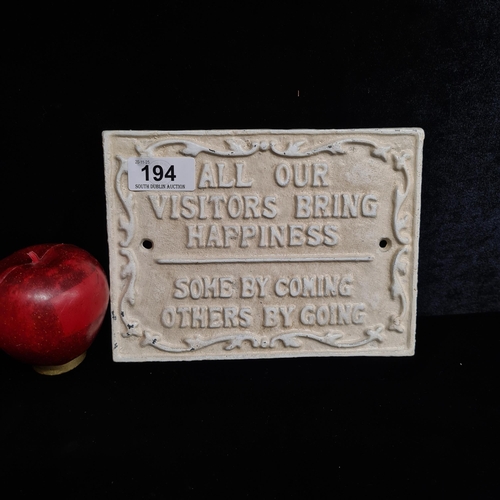 194
SOUTH DUBLIN AUCTION
ALL OUR
VISITORS BRING
HAPPINESS
SOME BY COMING
OTHERS BY GOING